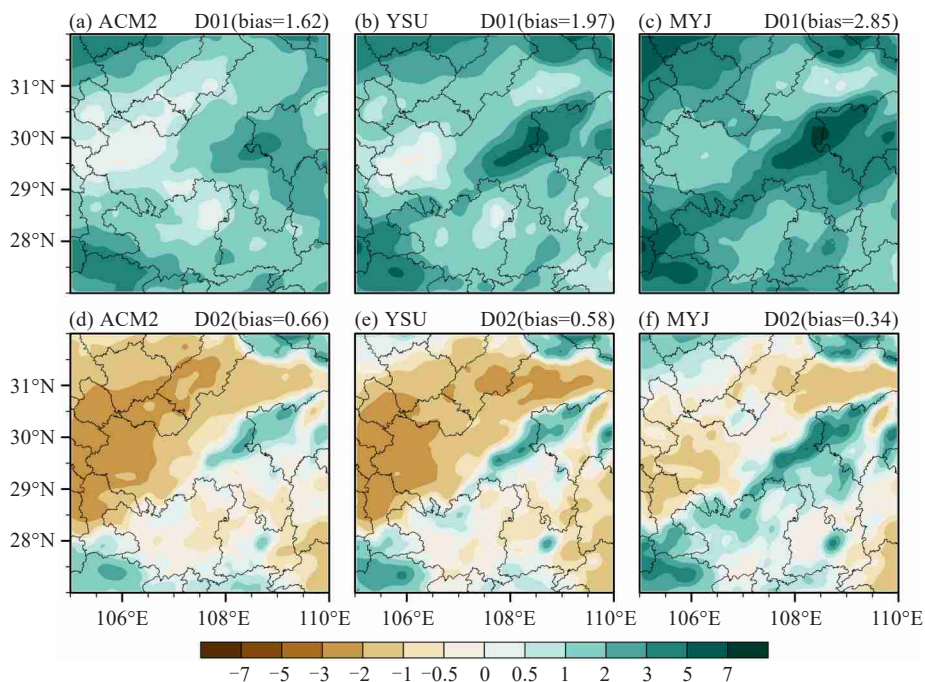 (a) ACM2 D01(bias=1.62) (b) YSU D01(bias=1.97) (c) MYJ D01(bias=2.85)
31°N
30°N
29°N
28°N
(d) ACM2 D02(bias=0.66) (e) YSU D02(bias=0.58) (f) MYJ D02(bias=0.34)
31°N
30°N
29°N
28°N
106°E 108°E 110°E 106°E 108°E 110°E 106°E 108°E 110°E
−7 −5 −3 −2 −1 −0.5 0 0.5 1 2 3 5 7